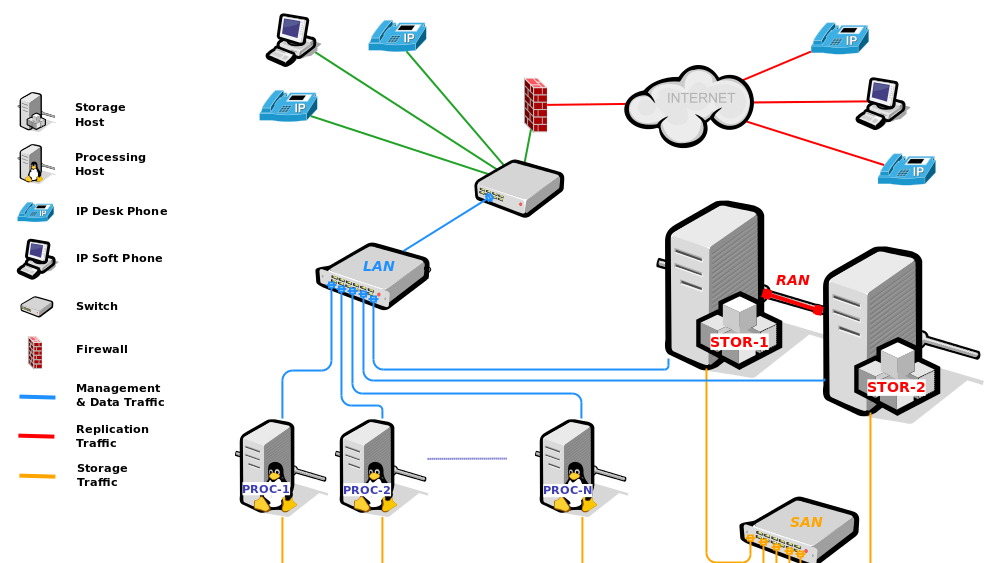 IP
IP
IP
INTERNET
IP
Storage
Host
Processing
Host
IP
IP Desk Phone
IP Soft Phone
Switch
Firewall
Management
& Data Traffic
Replication
Traffic
Storage
Traffic
LAN
RAN
STOR-1
STOR-2
PROC-1
PROC-2
PROC-N
SAN